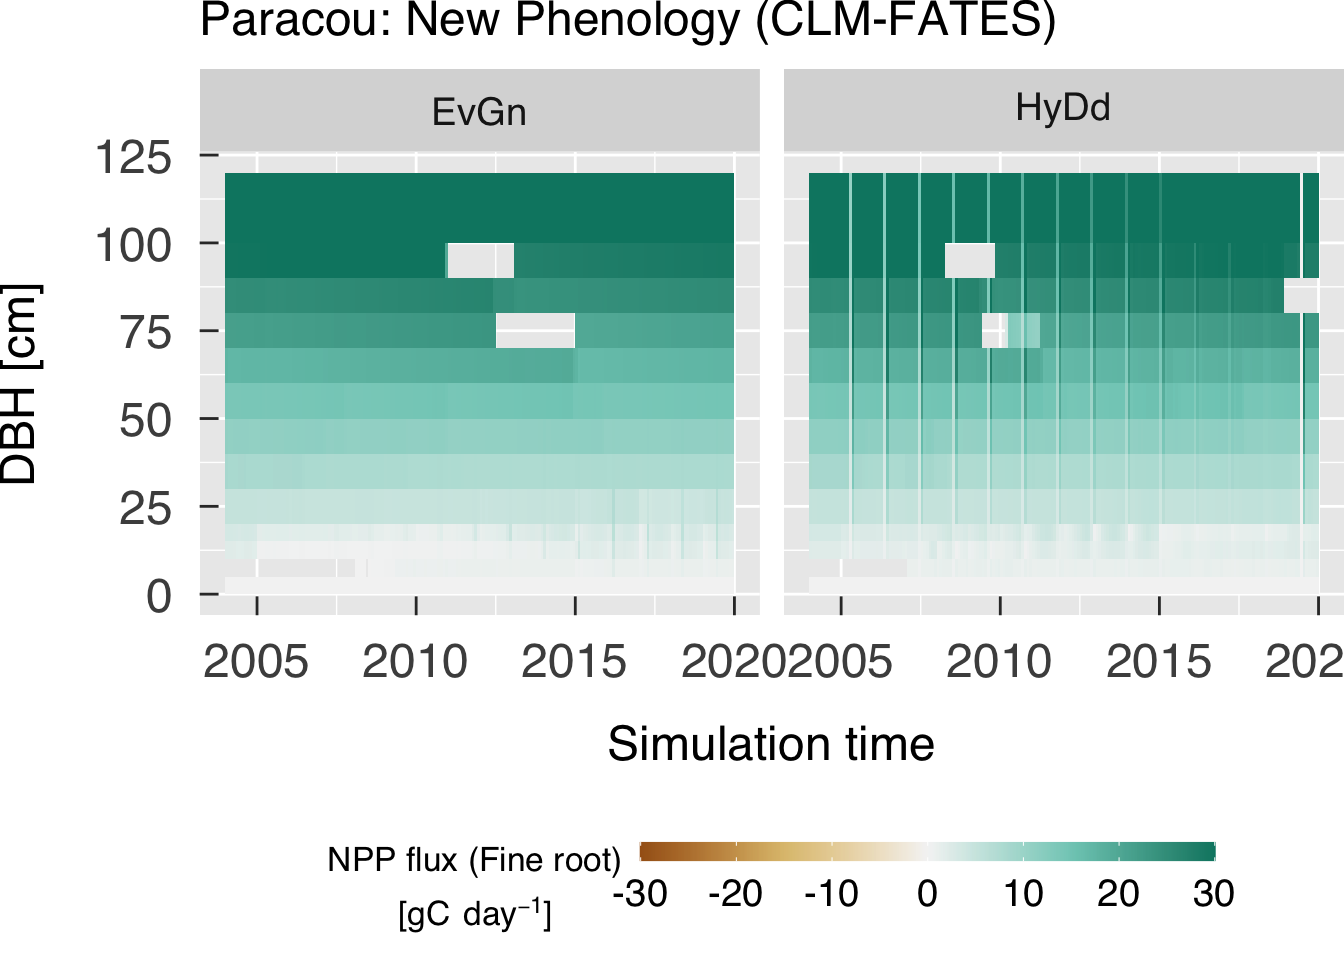 Paracou: New Phenology (CLM-FATES)
EvGn
HyDd
125
100
75
50
25
0
DBH [cm]
2005 2010 2015 2020
2005 2010 2015 202
Simulation time
NPP flux (Fine root)
[gC day⁻¹]
-30 -20 -10 0 10 20 30